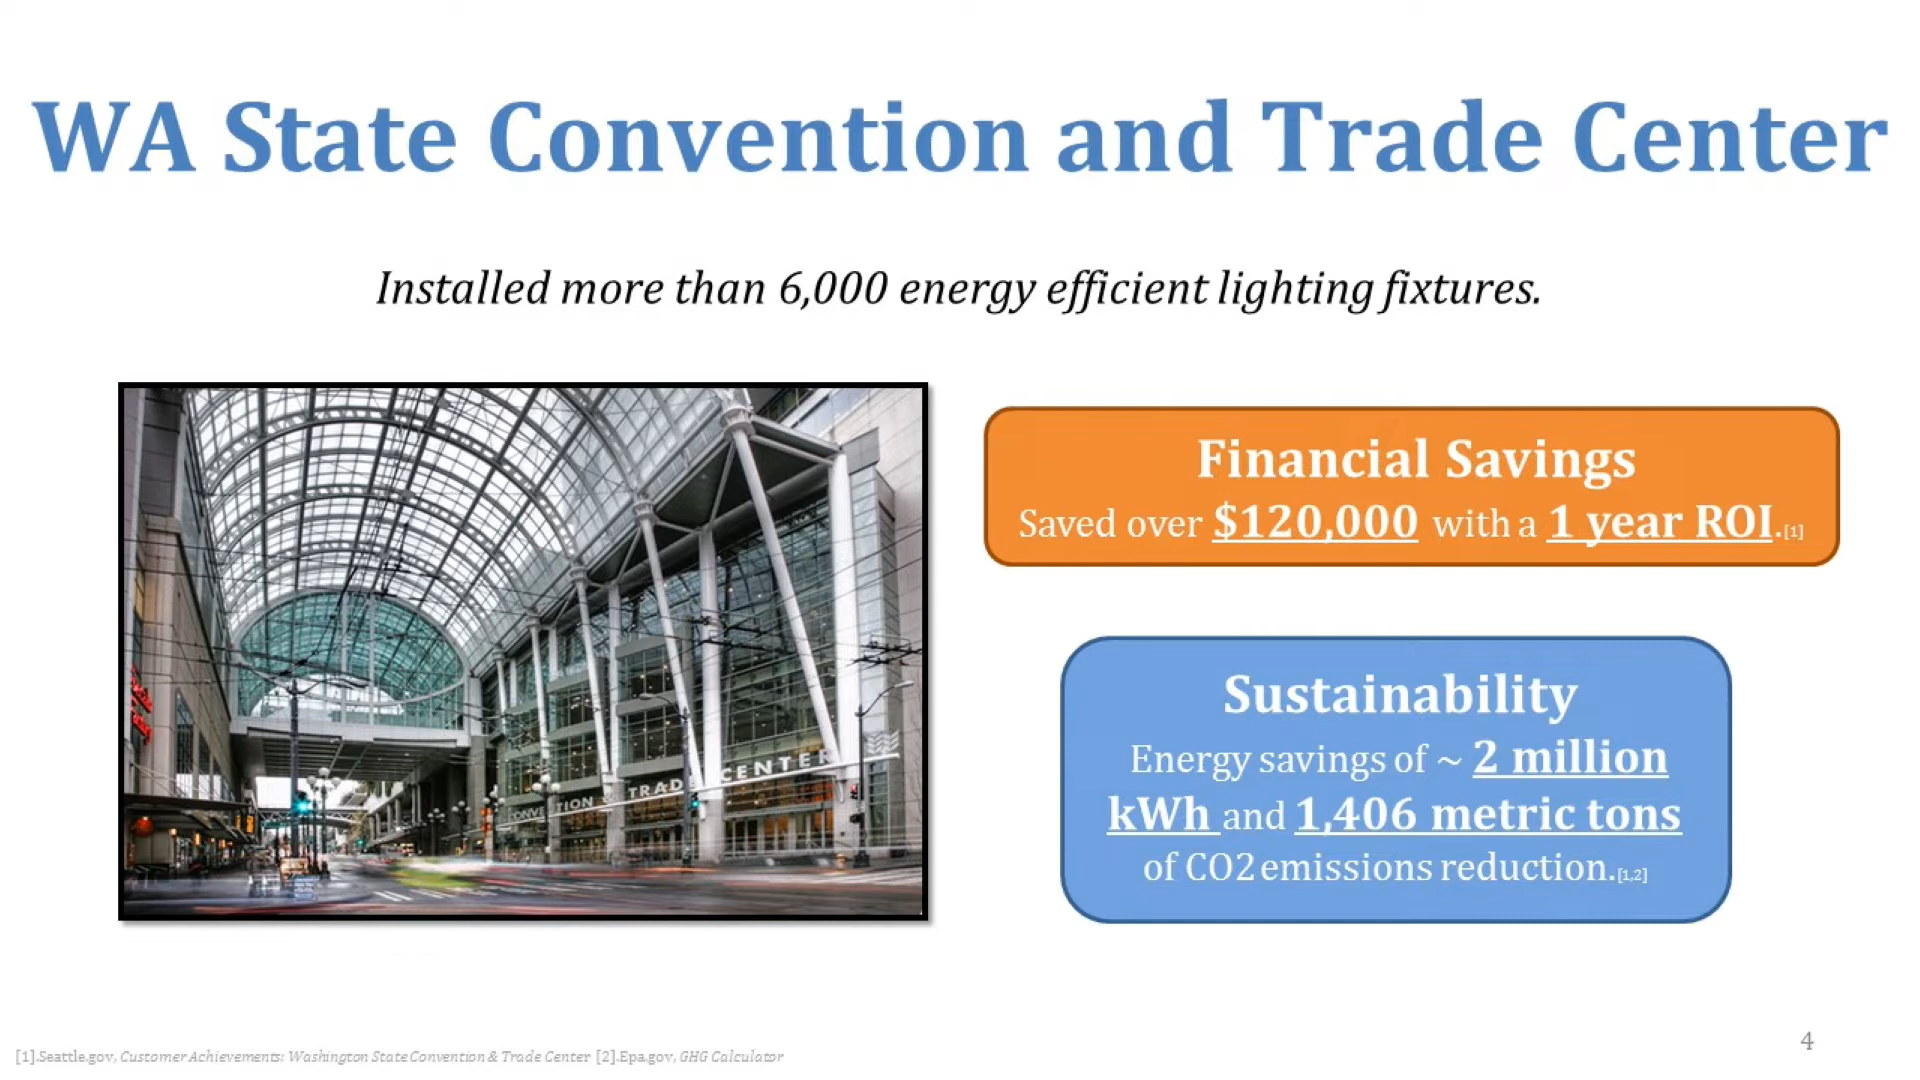 WA State Convention and Trade Center
Installed more than 6,000 energy efficient lighting fixtures.
CONVENTION & TRADE CENTER
Financial Savings
Saved over $120,000 with a 1 year ROI.[1]
Sustainability
Energy savings of ~ 2 million
kWh and 1,406 metric tons
of CO2 emissions reduction.[1,2]
[1].Seattle.gov, Customer Achievements: Washington State Convention & Trade Center [2].Epa.gov, GHG Calculator
4